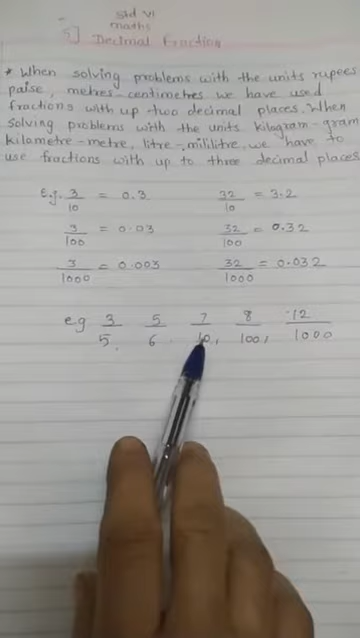 Std VI
maths
5] Decimal Fraction
* When solving problems with the units rupees
paise, metres-centimetres we have used
fractions with up two decimal places. When
solving problems with the units kilogram-gram
kilometre-metre, litre-mililitre, we have to
use fractions with up to three decimal places
E.g. 3/10 = 0.3 32/10 = 3.2
3/100 = 0.03 32/100 = 0.32
3/1000 = 0.003 32/1000 = 0.032
eg 3/5, 5/6. 7/10, 8/100, 12/1000